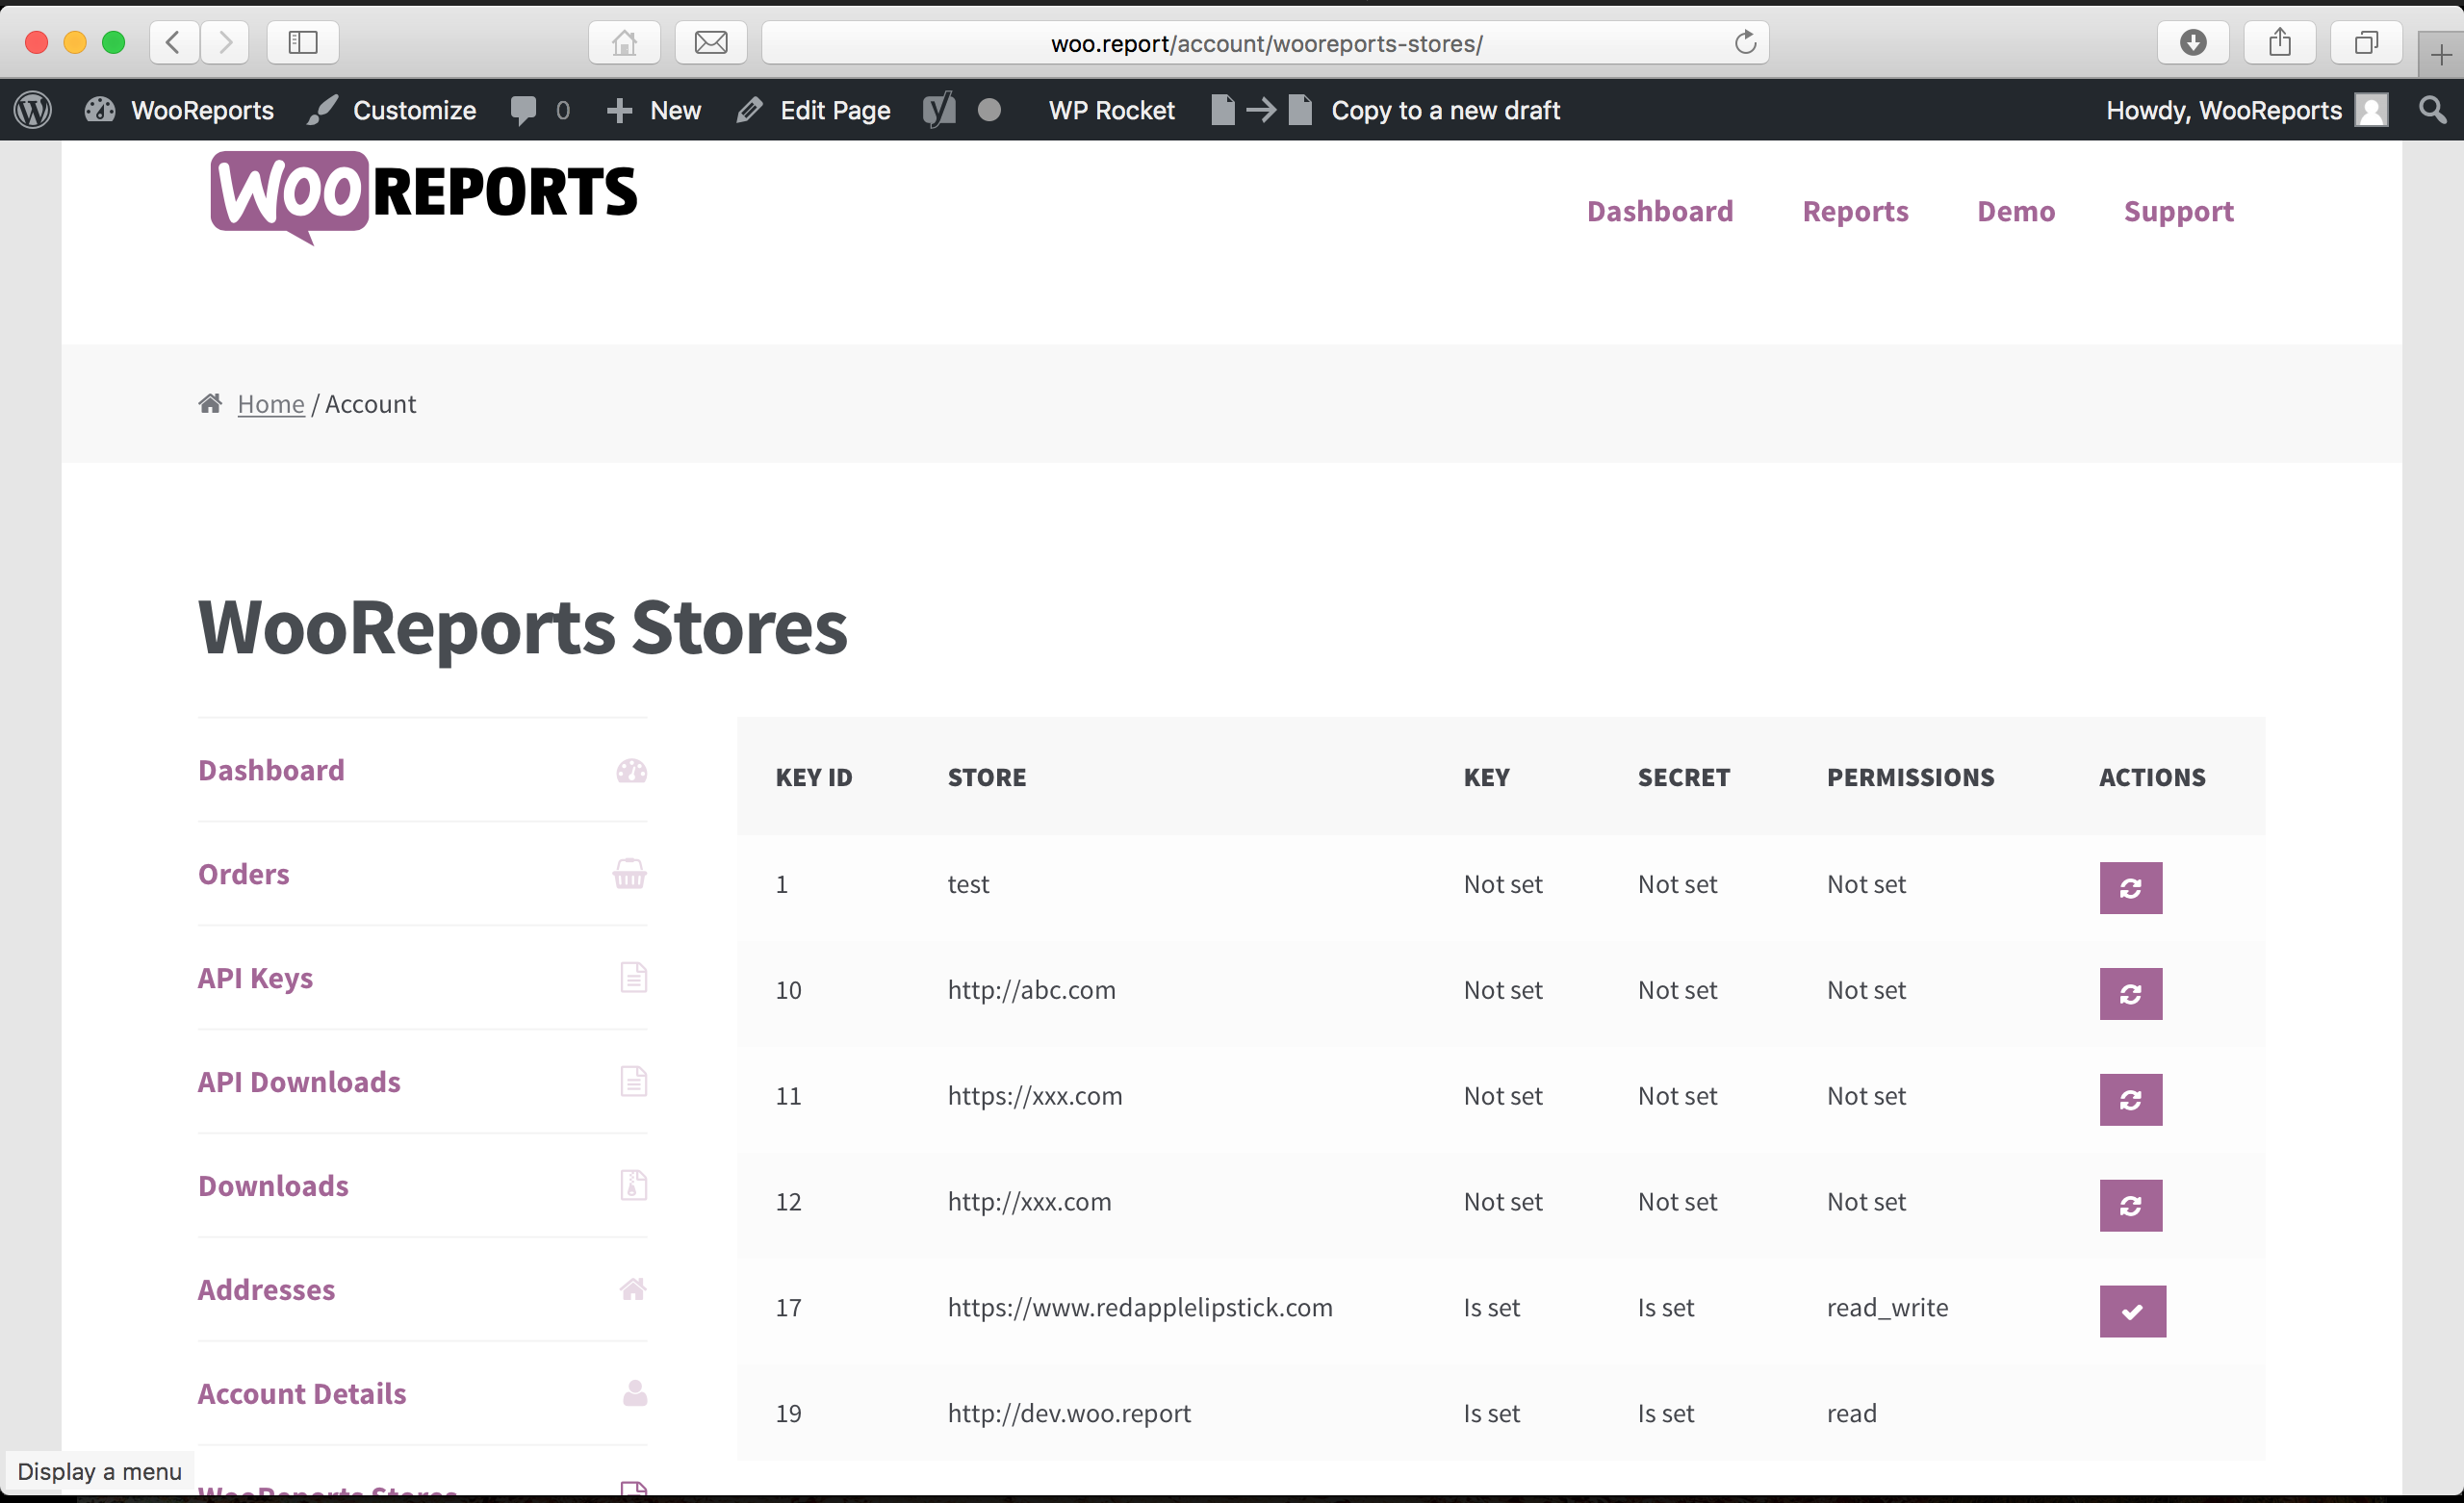 woo.report/account/wooreports-stores/
WooReports Customize 0 New Edit Page WP Rocket Copy to a new draft Howdy, WooReports
WOO REPORTS
Dashboard Reports Demo Support
Home / Account
WooReports Stores
Dashboard
Orders
API Keys
API Downloads
Downloads
Addresses
Account Details
WooReports Stores
KEY ID STORE KEY SECRET PERMISSIONS ACTIONS
1 test Not set Not set Not set
10 http://abc.com Not set Not set Not set
11 https://xxx.com Not set Not set Not set
12 http://xxx.com Not set Not set Not set
17 https://www.redapplelipstick.com Is set Is set read_write
19 http://dev.woo.report Is set Is set read
Display a menu